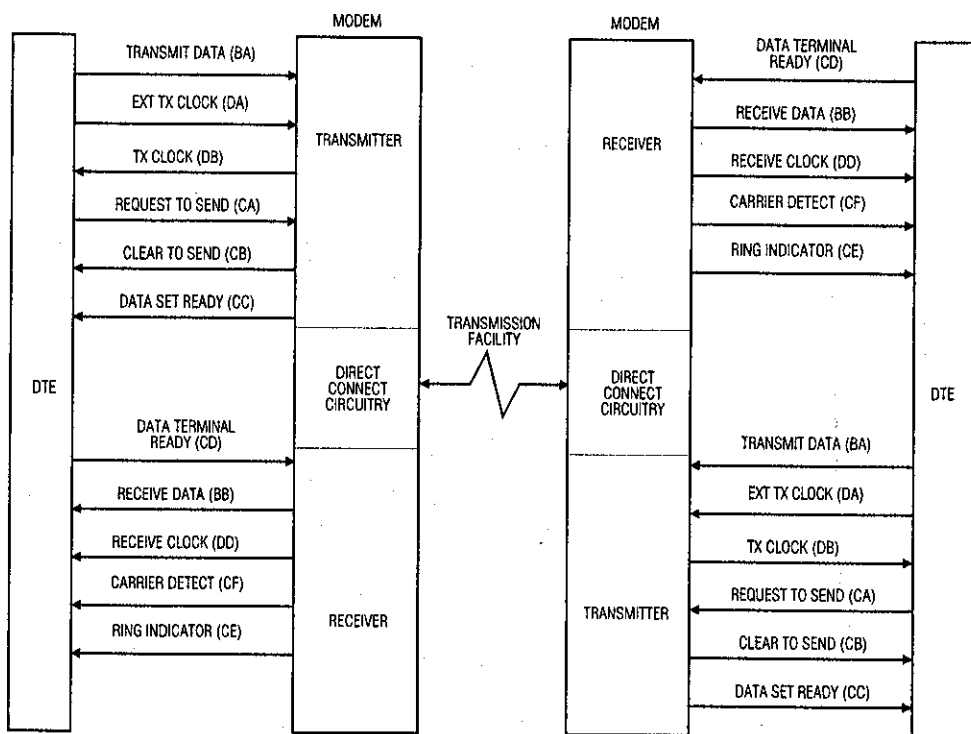 MODEM
TRANSMIT DATA (BA)
EXT TX CLOCK (DA)
TX CLOCK (DB)
REQUEST TO SEND (CA)
CLEAR TO SEND (CB)
DATA SET READY (CC)
TRANSMITTER
DTE
DIRECT
CONNECT
CIRCUITRY
DATA TERMINAL
READY (CD)
RECEIVE DATA (BB)
RECEIVE CLOCK (DD)
CARRIER DETECT (CF)
RING INDICATOR (CE)
RECEIVER
TRANSMISSION
FACILITY
MODEM
DATA TERMINAL
READY (CD)
RECEIVE DATA (BB)
RECEIVE CLOCK (DD)
CARRIER DETECT (CF)
RING INDICATOR (CE)
RECEIVER
DIRECT
CONNECT
CIRCUITRY
DTE
TRANSMIT DATA (BA)
EXT TX CLOCK (DA)
TX CLOCK (DB)
REQUEST TO SEND (CA)
CLEAR TO SEND (CB)
DATA SET READY (CC)
TRANSMITTER